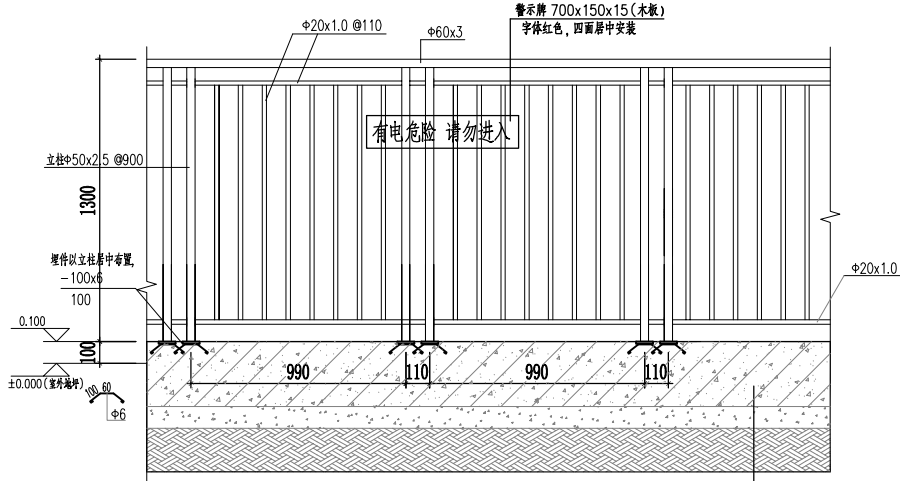 警示牌 700x150x15(木板)
字体红色，四面居中安装
Φ20x1.0 @110
Φ60x3
有电危险 请勿进入
立柱Φ50x2.5 @900
1300
埋件以立柱居中布置,
-100x6
100
Φ20x1.0
0.100
100
±0.000(室外地坪)
990
110
990
110
100 60
Φ6